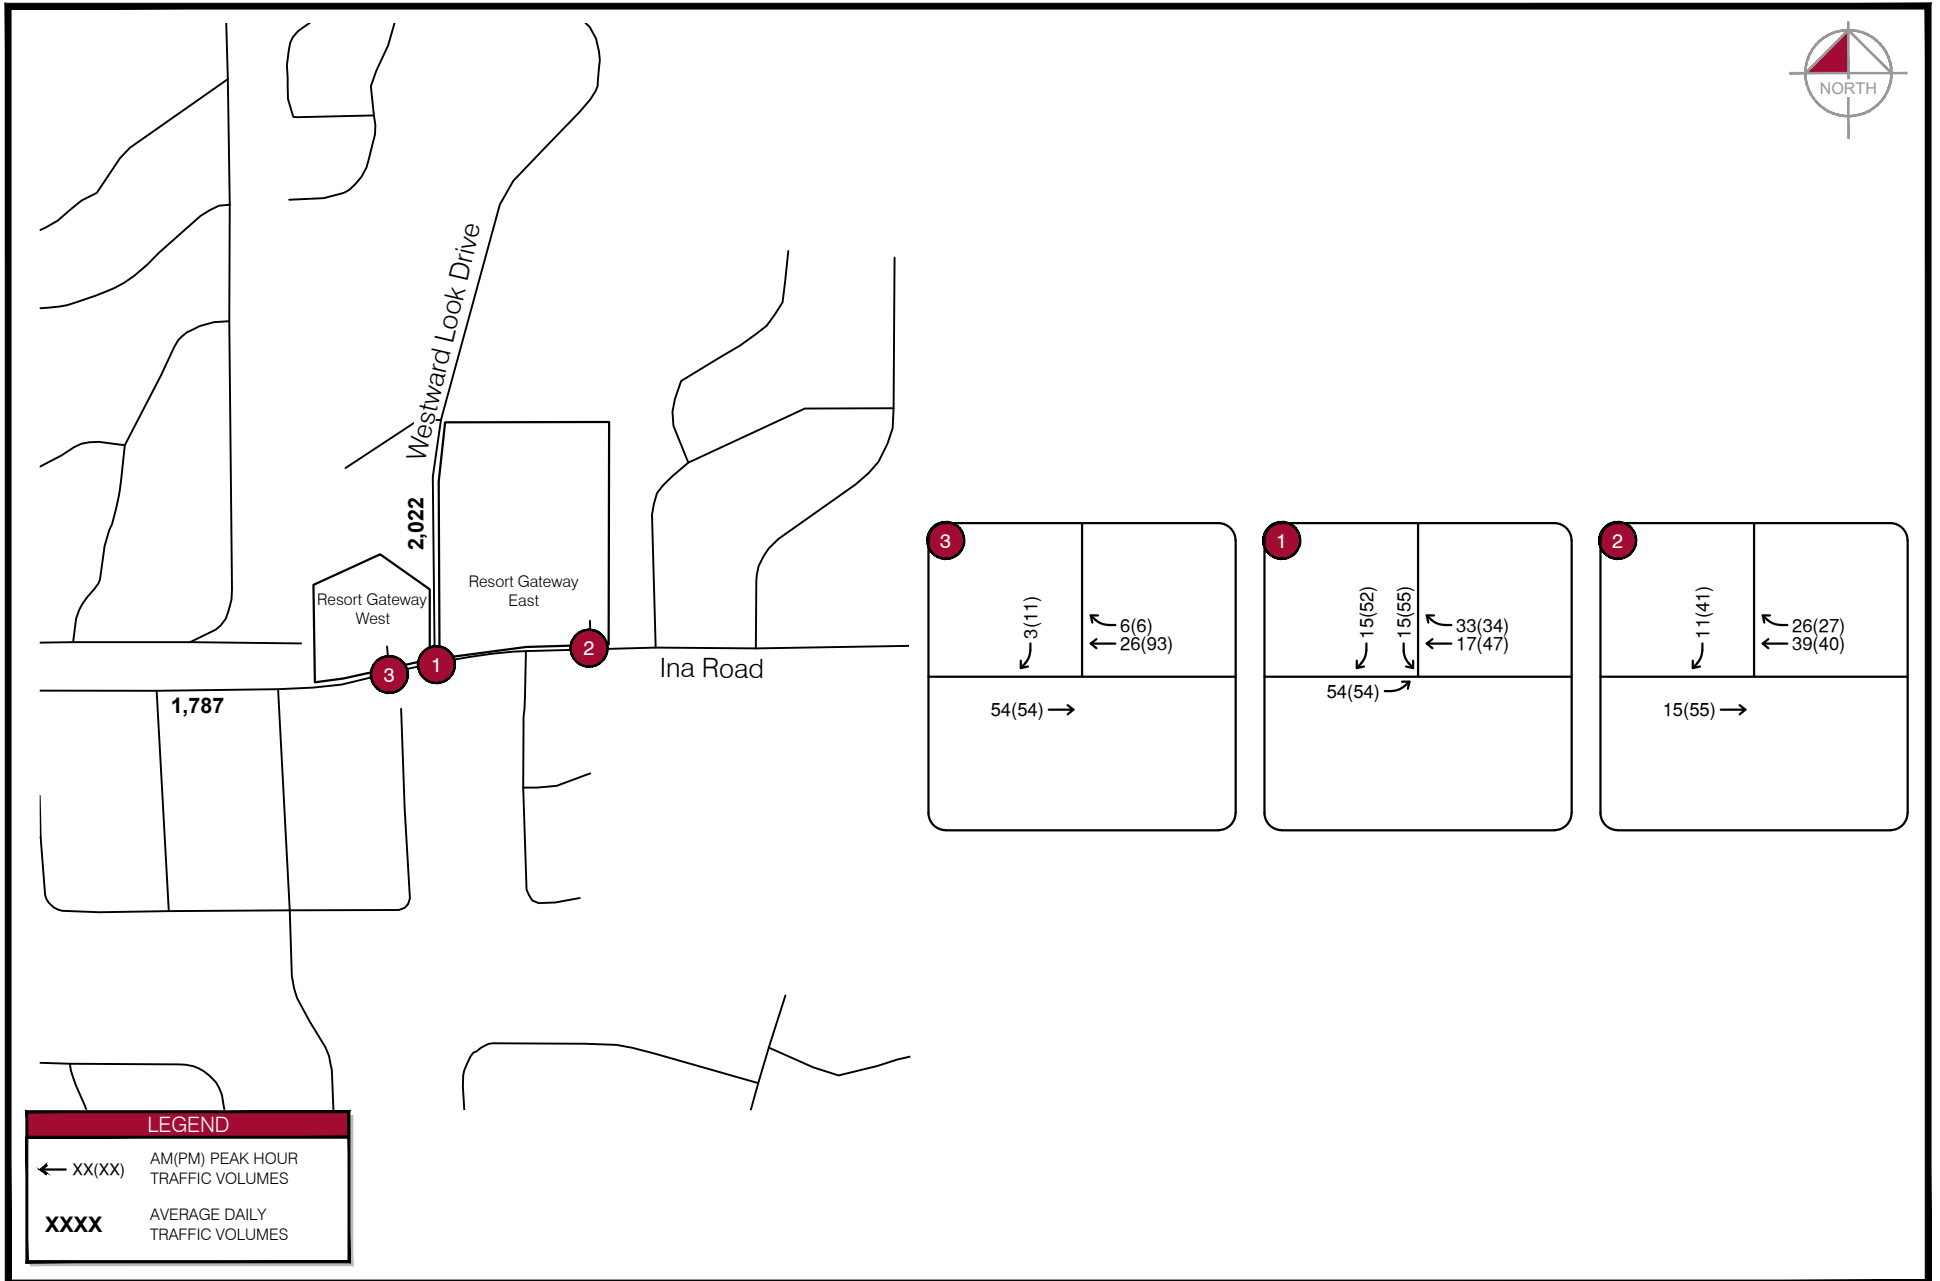 NORTH
Westward Look Drive
2,022
Resort Gateway
East
Resort Gateway
West
3
1
2
Ina Road
1,787
3
3(11)
6(6)
26(93)
54(54)
1
15(52)
15(55)
33(34)
17(47)
54(54)
2
11(41)
26(27)
39(40)
15(55)
LEGEND
XX(XX)
AM(PM) PEAK HOUR
TRAFFIC VOLUMES
XXXX
AVERAGE DAILY
TRAFFIC VOLUMES